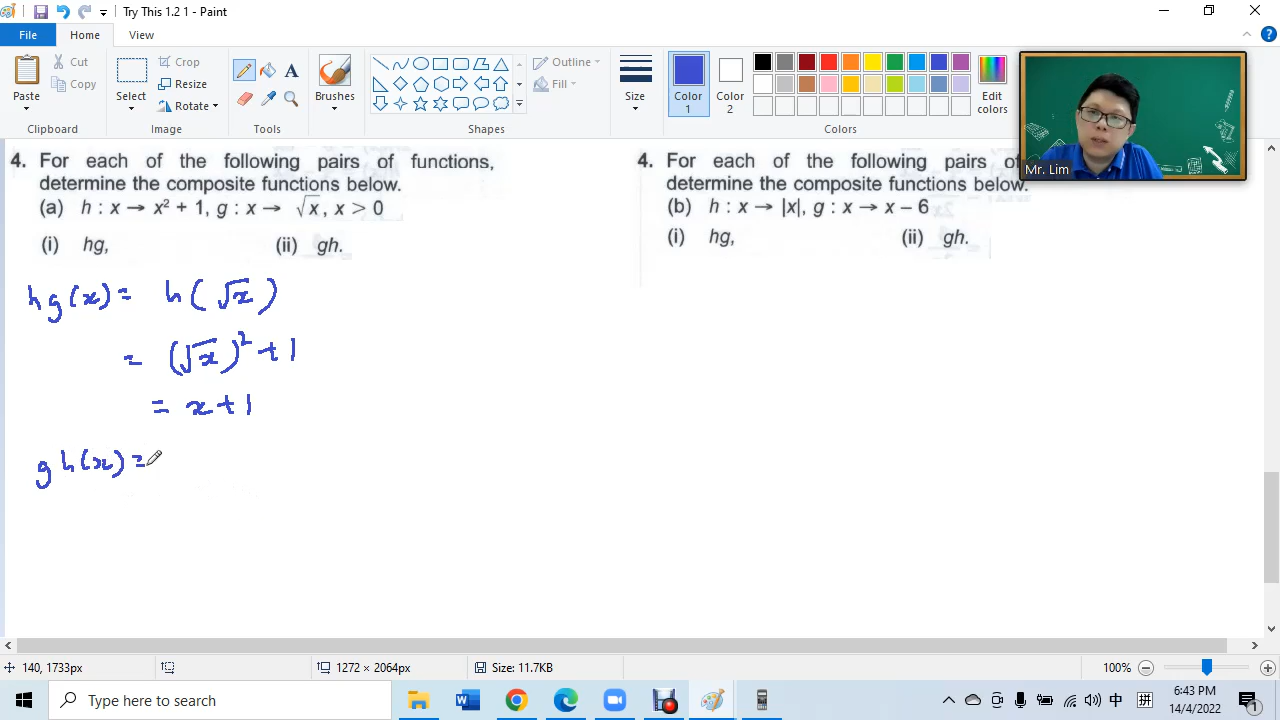 Try This 1.2 1 - Paint
File Home View
Paste Cut Copy Clipboard
Select Crop Resize Rotate Image
A Tools
Brushes
Outline Fill Shapes
Size
Color 1 Color 2 Edit colors Colors
Mr. Lim
4. For each of the following pairs of functions,
determine the composite functions below.
(a) h : x → x² + 1, g : x → √x, x > 0
(i) hg, (ii) gh.
4. For each of the following pairs of
determine the composite functions below.
(b) h : x → |x|, g : x → x – 6
(i) hg, (ii) gh.
hg(x) = h(√x)
= (√x)² + 1
= x + 1
gh(x) =
140, 1733px 1272 × 2064px Size: 11.7KB 100%
Type here to search
中 拼 6:43 PM
14/4/2022 1